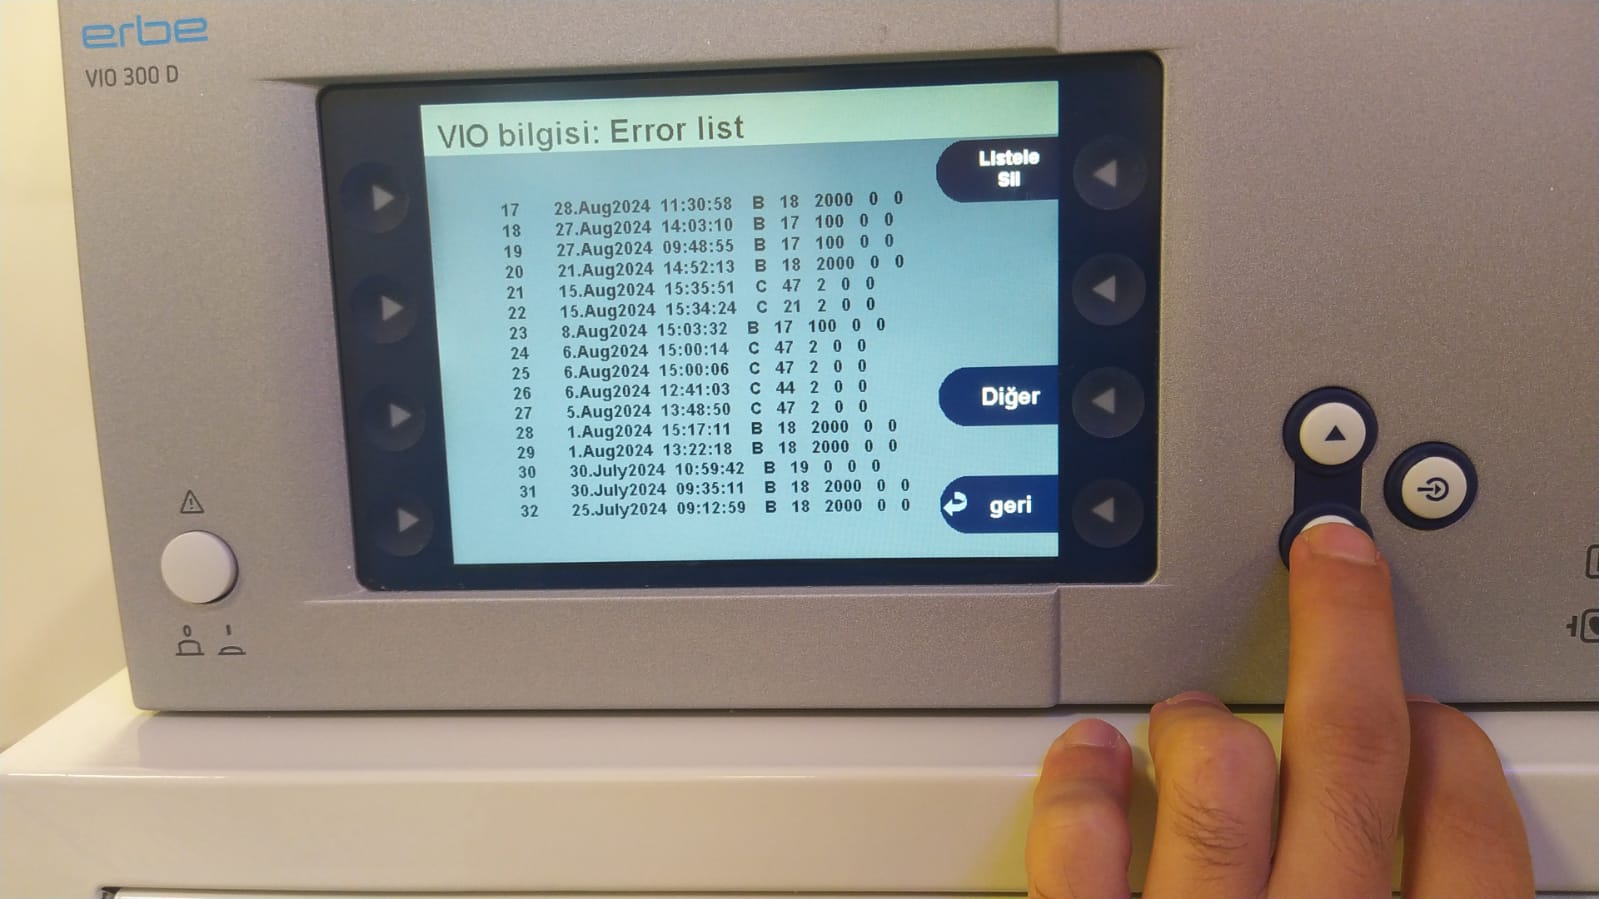 erbe
VIO 300 D
VIO bilgisi: Error list
Listele
Sil
17 28.Aug2024 11:30:58 B 18 2000 0 0
18 27.Aug2024 14:03:10 B 17 100 0 0
19 27.Aug2024 09:48:55 B 17 100 0 0
20 21.Aug2024 14:52:13 B 18 2000 0 0
21 15.Aug2024 15:35:51 C 47 2 0 0
22 15.Aug2024 15:34:24 C 21 2 0 0
23 8.Aug2024 15:03:32 B 17 100 0 0
24 6.Aug2024 15:00:14 C 47 2 0 0
25 6.Aug2024 15:00:06 C 47 2 0 0
26 6.Aug2024 12:41:03 C 44 2 0 0
27 5.Aug2024 13:48:50 C 47 2 0 0
28 1.Aug2024 15:17:11 B 18 2000 0 0
29 1.Aug2024 13:22:18 B 18 2000 0 0
30 30.July2024 10:59:42 B 19 0 0 0
31 30.July2024 09:35:11 B 18 2000 0 0
32 25.July2024 09:12:59 B 18 2000 0 0
Diğer
geri
0 I